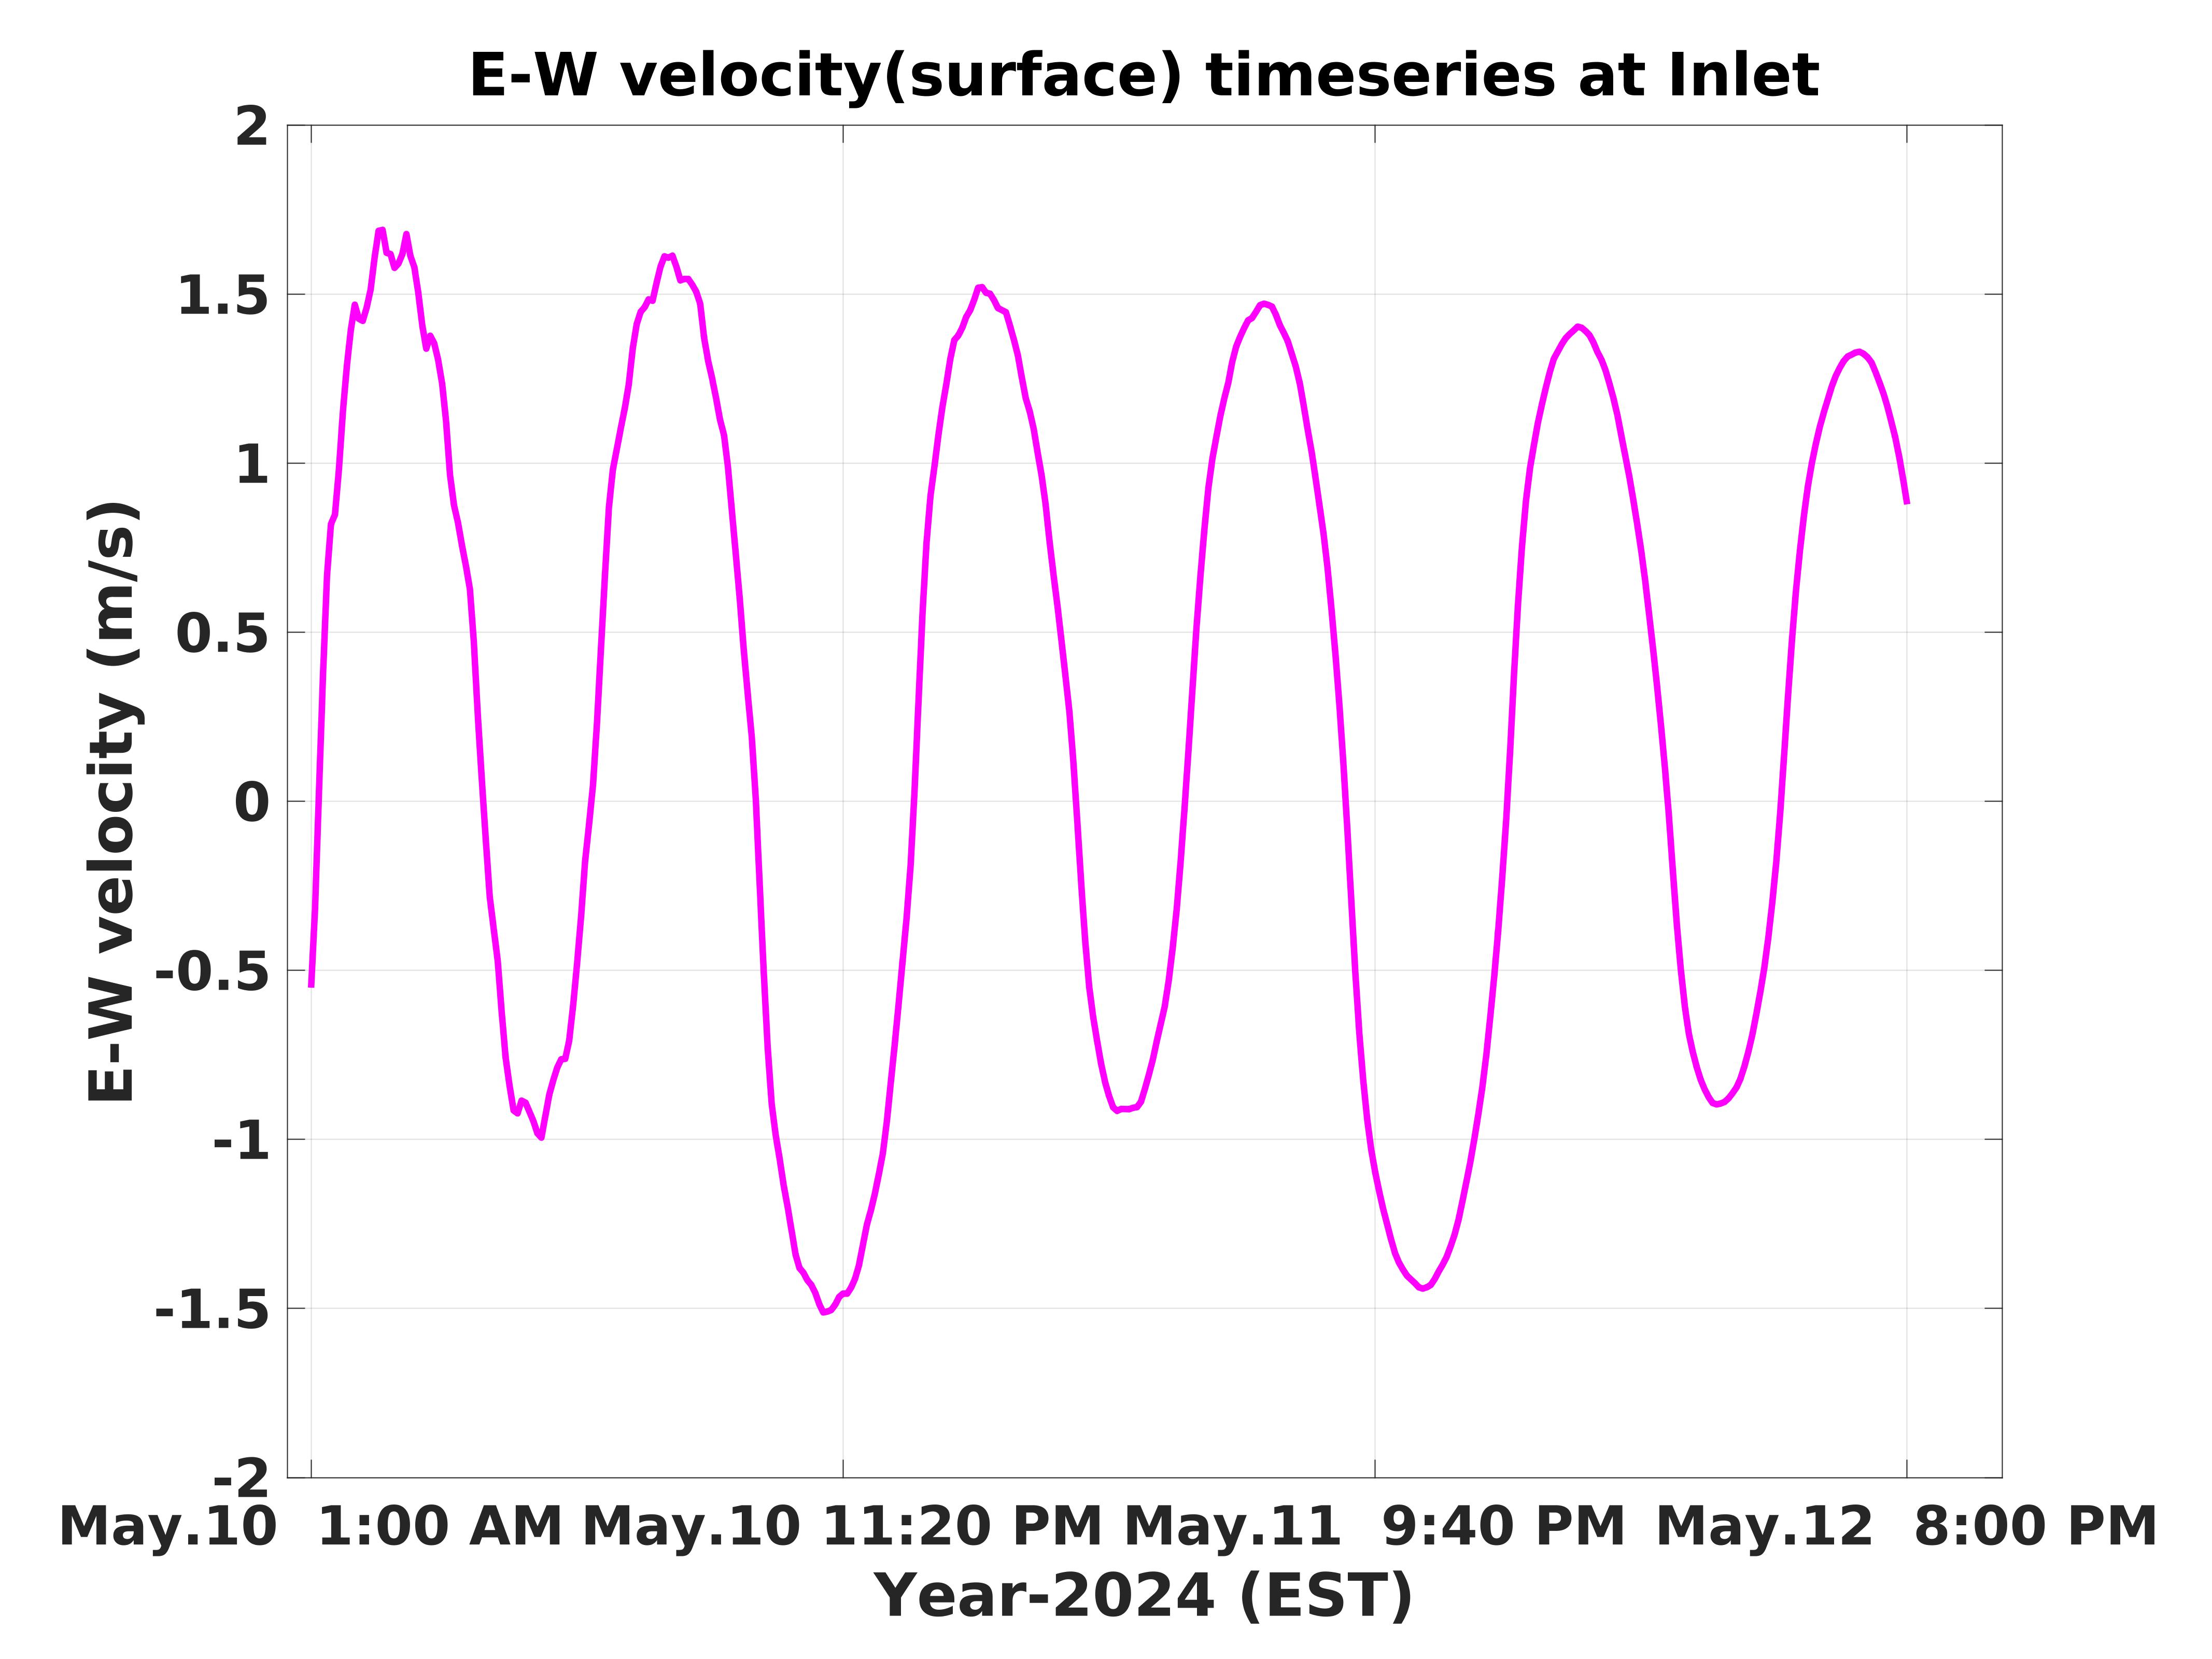 E-W velocity(surface) timeseries at Inlet
E-W velocity (m/s)
2
1.5
1
0.5
0
-0.5
-1
-1.5
-2
May.10 1:00 AM May.10 11:20 PM May.11 9:40 PM May.12 8:00 PM
Year-2024 (EST)